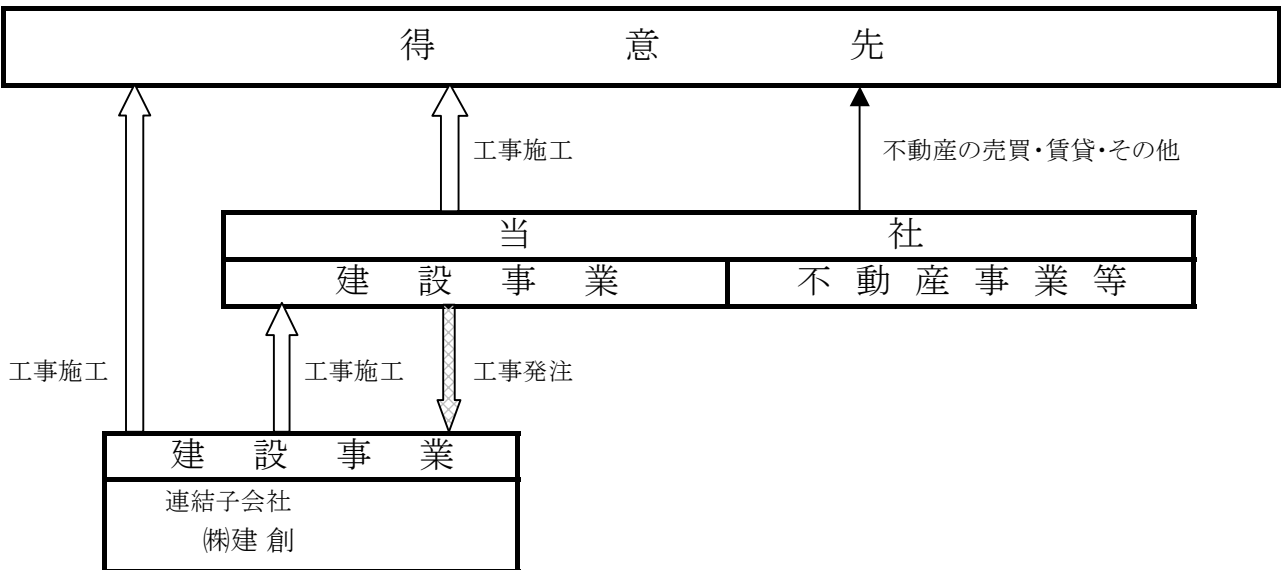 得意先
工事施工
不動産の売買・賃貸・その他
当社
建設事業
不動産事業等
工事施工
工事施工
工事発注
建設事業
連結子会社
㈱建 創